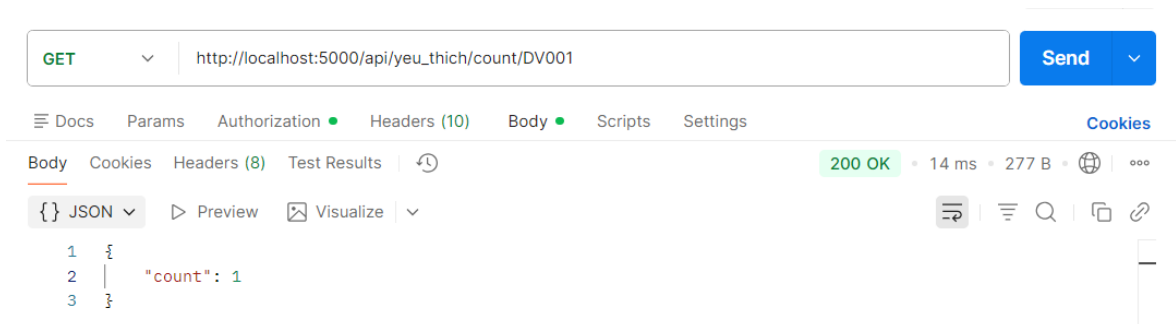 GET http://localhost:5000/api/yeu_thich/count/DV001 Send
Docs Params Authorization Headers (10) Body Scripts Settings Cookies
Body Cookies Headers (8) Test Results 200 OK 14 ms 277 B
{} JSON Preview Visualize
1 {
2 "count": 1
3 }